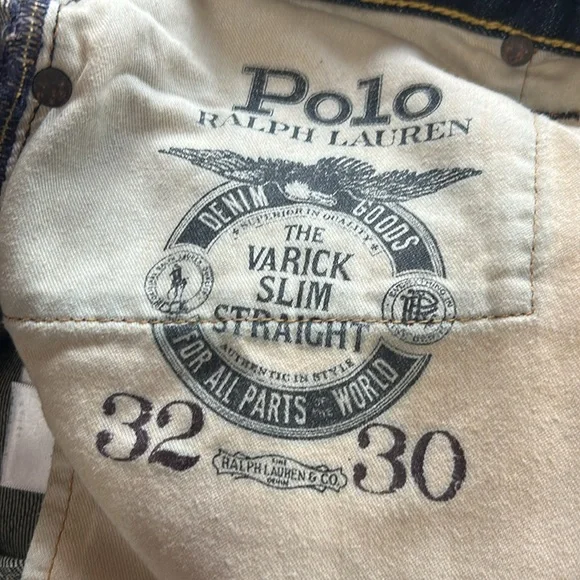 Polo
RALPH LAUREN
DENIM GOODS
SUPERIOR IN QUALITY
THE
VARICK
SLIM
STRAIGHT
AUTHENTIC IN STYLE
FOR ALL PARTS OF THE WORLD
32 30
RALPH LAUREN & CO.
DENIM